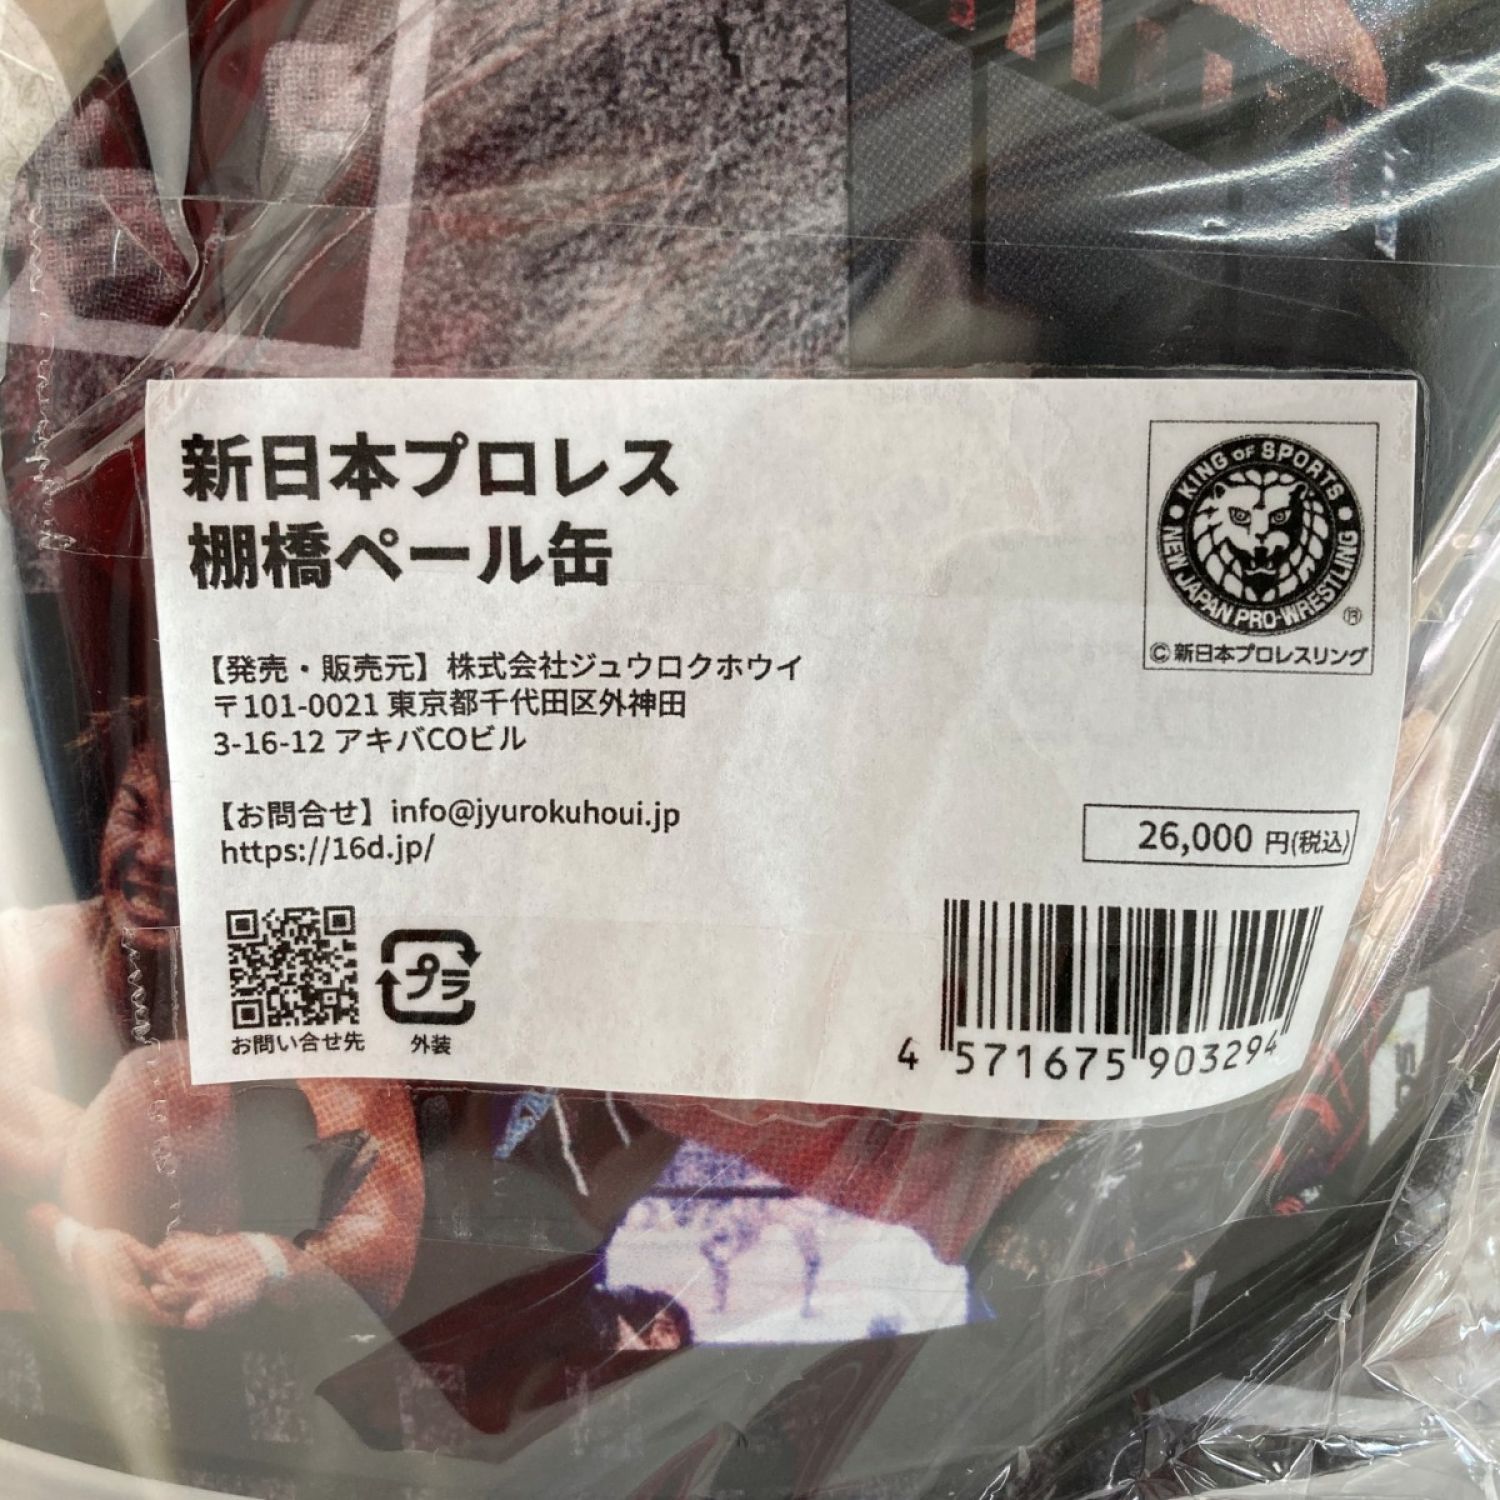 新日本プロレス
棚橋ペール缶
KING OF SPORTS
NEW JAPAN PRO-WRESTLING
®
©新日本プロレスリング
【発売・販売元】株式会社ジュウロクホウイ
〒101-0021 東京都千代田区外神田
3-16-12 アキバCOビル
【お問合せ】info@jyurokuhoui.jp
https://16d.jp/
26,000 円(税込)
プラ
お問い合せ先
外装
4 571675 903294